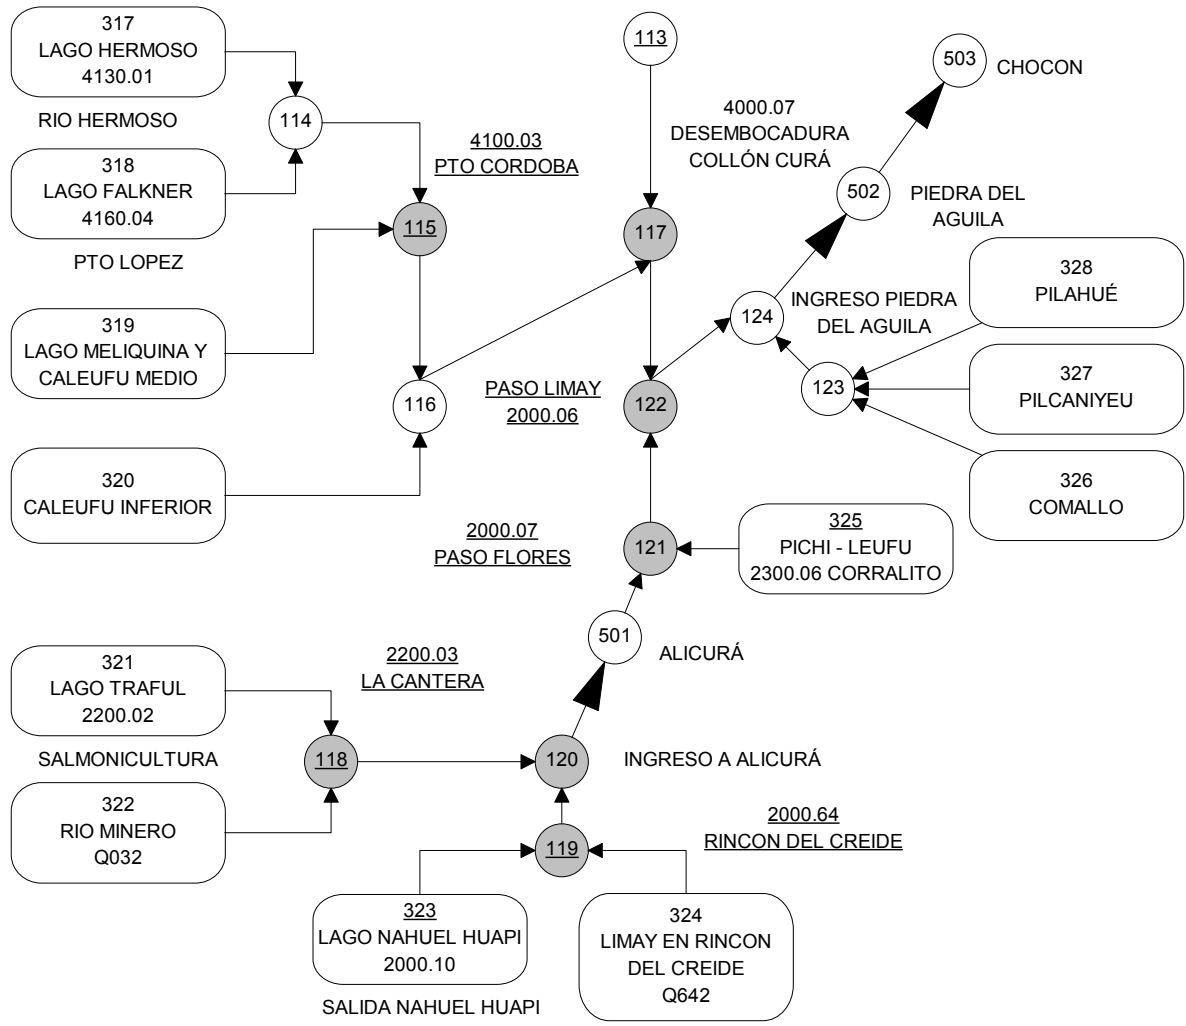 317
LAGO HERMOSO
4130.01
RIO HERMOSO
114
318
LAGO FALKNER
4160.04
PTO LOPEZ
4100.03
PTO CORDOBA
115
319
LAGO MELIQUINA Y
CALEUFU MEDIO
116
320
CALEUFU INFERIOR
113
4000.07
DESEMBOCADURA
COLLÓN CURÁ
117
503
CHOCON
502
PIEDRA DEL
AGUILA
124
INGRESO PIEDRA
DEL AGUILA
328
PILAHUÉ
123
327
PILCANIYEU
326
COMALLO
PASO LIMAY
2000.06
122
2000.07
PASO FLORES
121
325
PICHI - LEUFU
2300.06 CORRALITO
501
ALICURÁ
321
LAGO TRAFUL
2200.02
SALMONICULTURA
2200.03
LA CANTERA
118
322
RIO MINERO
Q032
120
INGRESO A ALICURÁ
119
2000.64
RINCON DEL CREIDE
323
LAGO NAHUEL HUAPI
2000.10
SALIDA NAHUEL HUAPI
324
LIMAY EN RINCON
DEL CREIDE
Q642